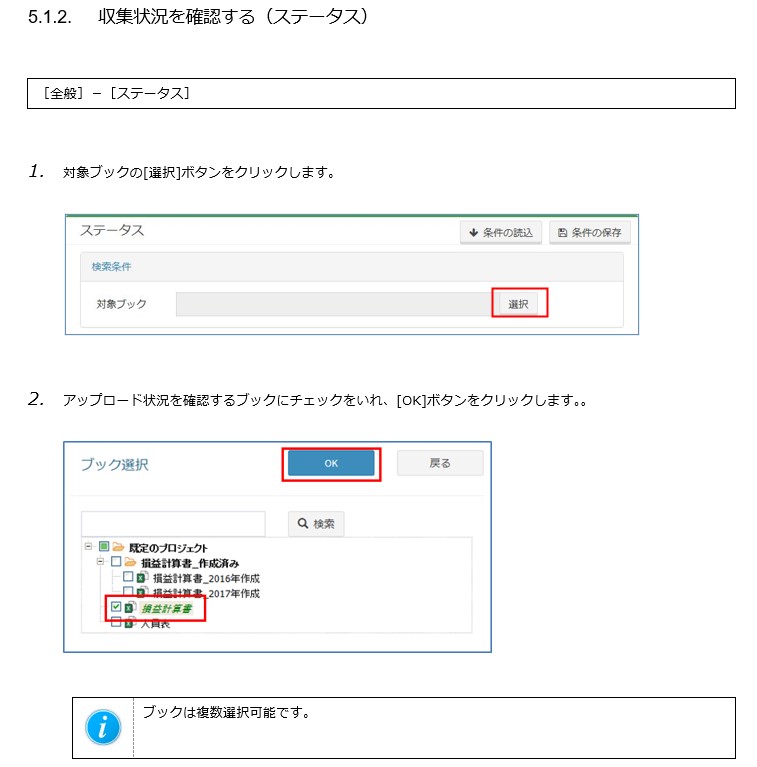 5.1.2. 収集状況を確認する（ステータス）
［全般］－［ステータス］
1. 対象ブックの[選択]ボタンをクリックします。
ステータス
条件の読込
条件の保存
検索条件
対象ブック
選択
2. アップロード状況を確認するブックにチェックをいれ、[OK]ボタンをクリックします。。
ブック選択
OK
戻る
検索
既定のプロジェクト
損益計算書_作成済み
損益計算書_2016年作成
損益計算書_2017年作成
損益計算書
人員表
ブックは複数選択可能です。